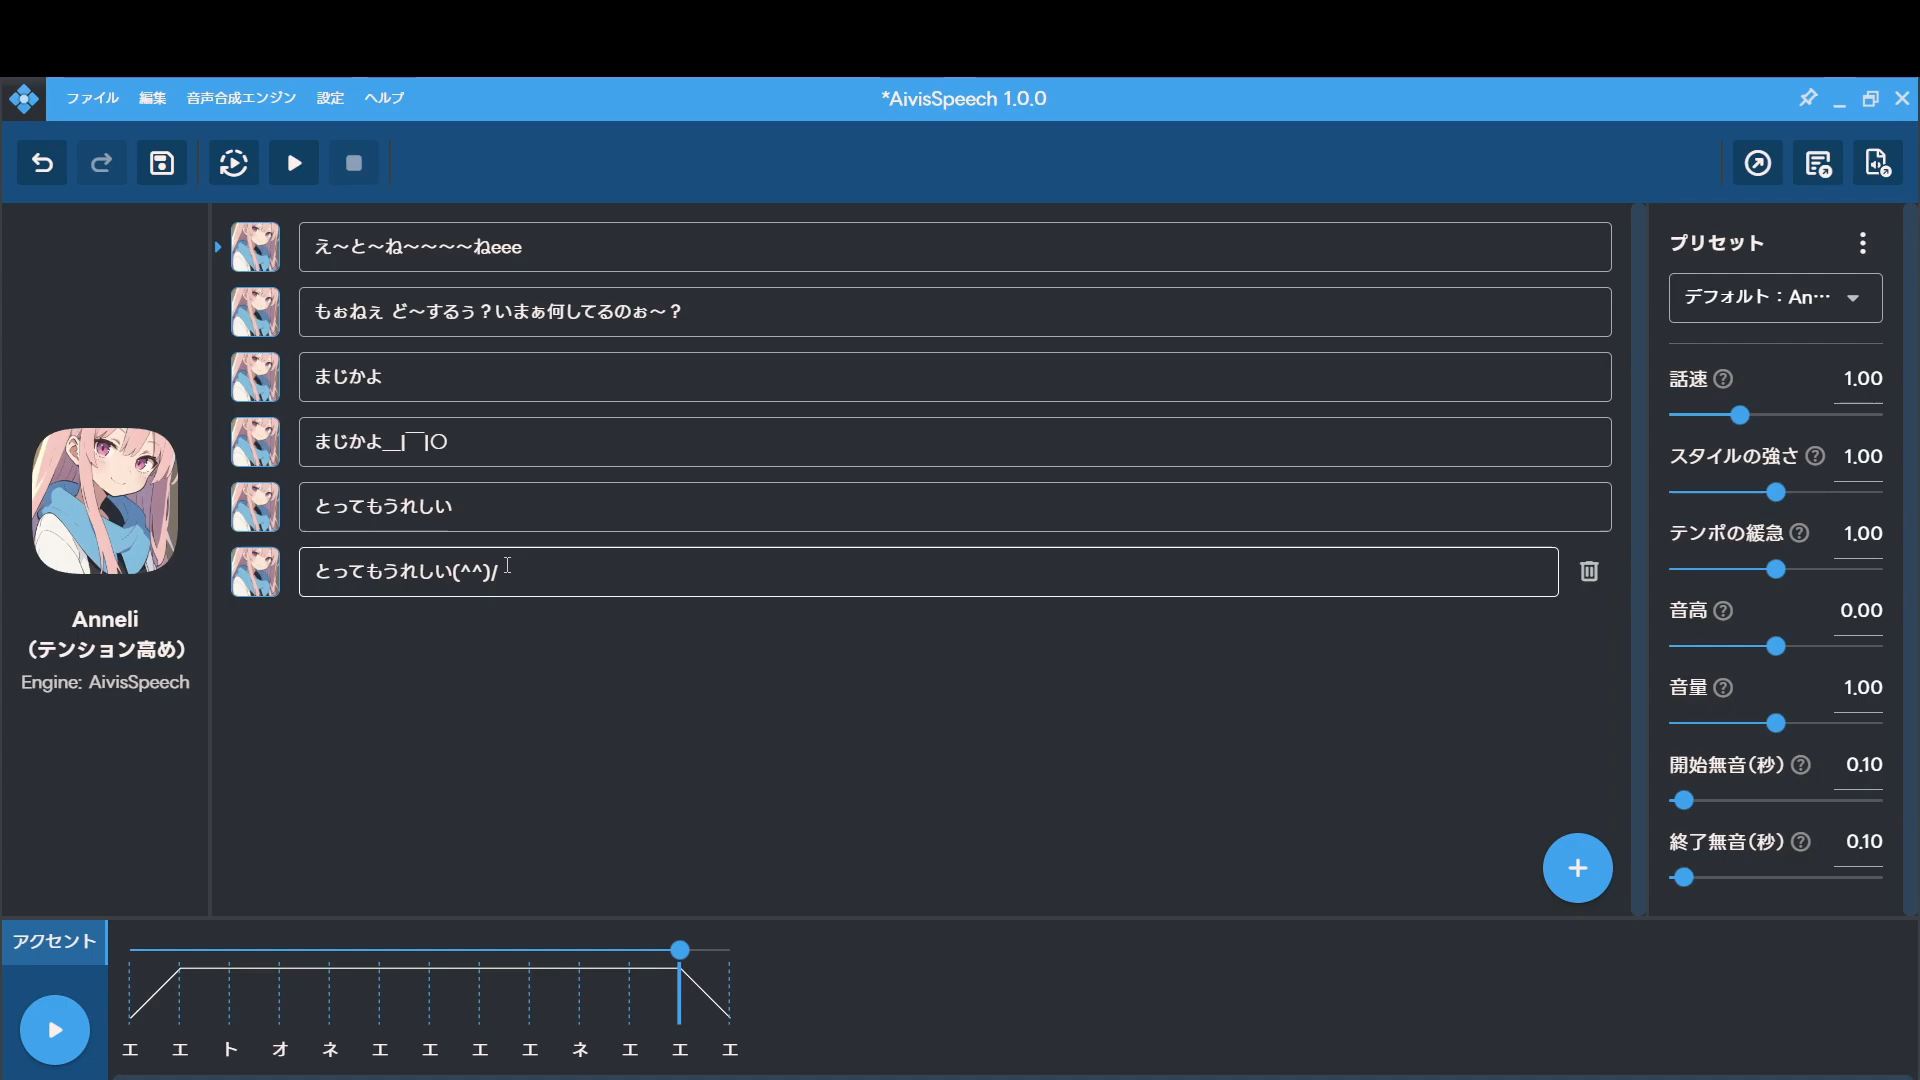 ファイル 編集 音声合成エンジン 設定 ヘルプ
*AivisSpeech 1.0.0
え～と～ね～～～～ねeee
もぉねぇ ど～するぅ？いまぁ何してるのぉ～？
まじかよ
まじかよ__|￣|○
とってもうれしい
とってもうれしい(^^)/
Anneli
（テンション高め）
Engine: AivisSpeech
プリセット
デフォルト：An…
話速 1.00
スタイルの強さ 1.00
テンポの緩急 1.00
音高 0.00
音量 1.00
開始無音(秒) 0.10
終了無音(秒) 0.10
アクセント
エ エ ト オ ネ エ エ エ エ ネ エ エ エ